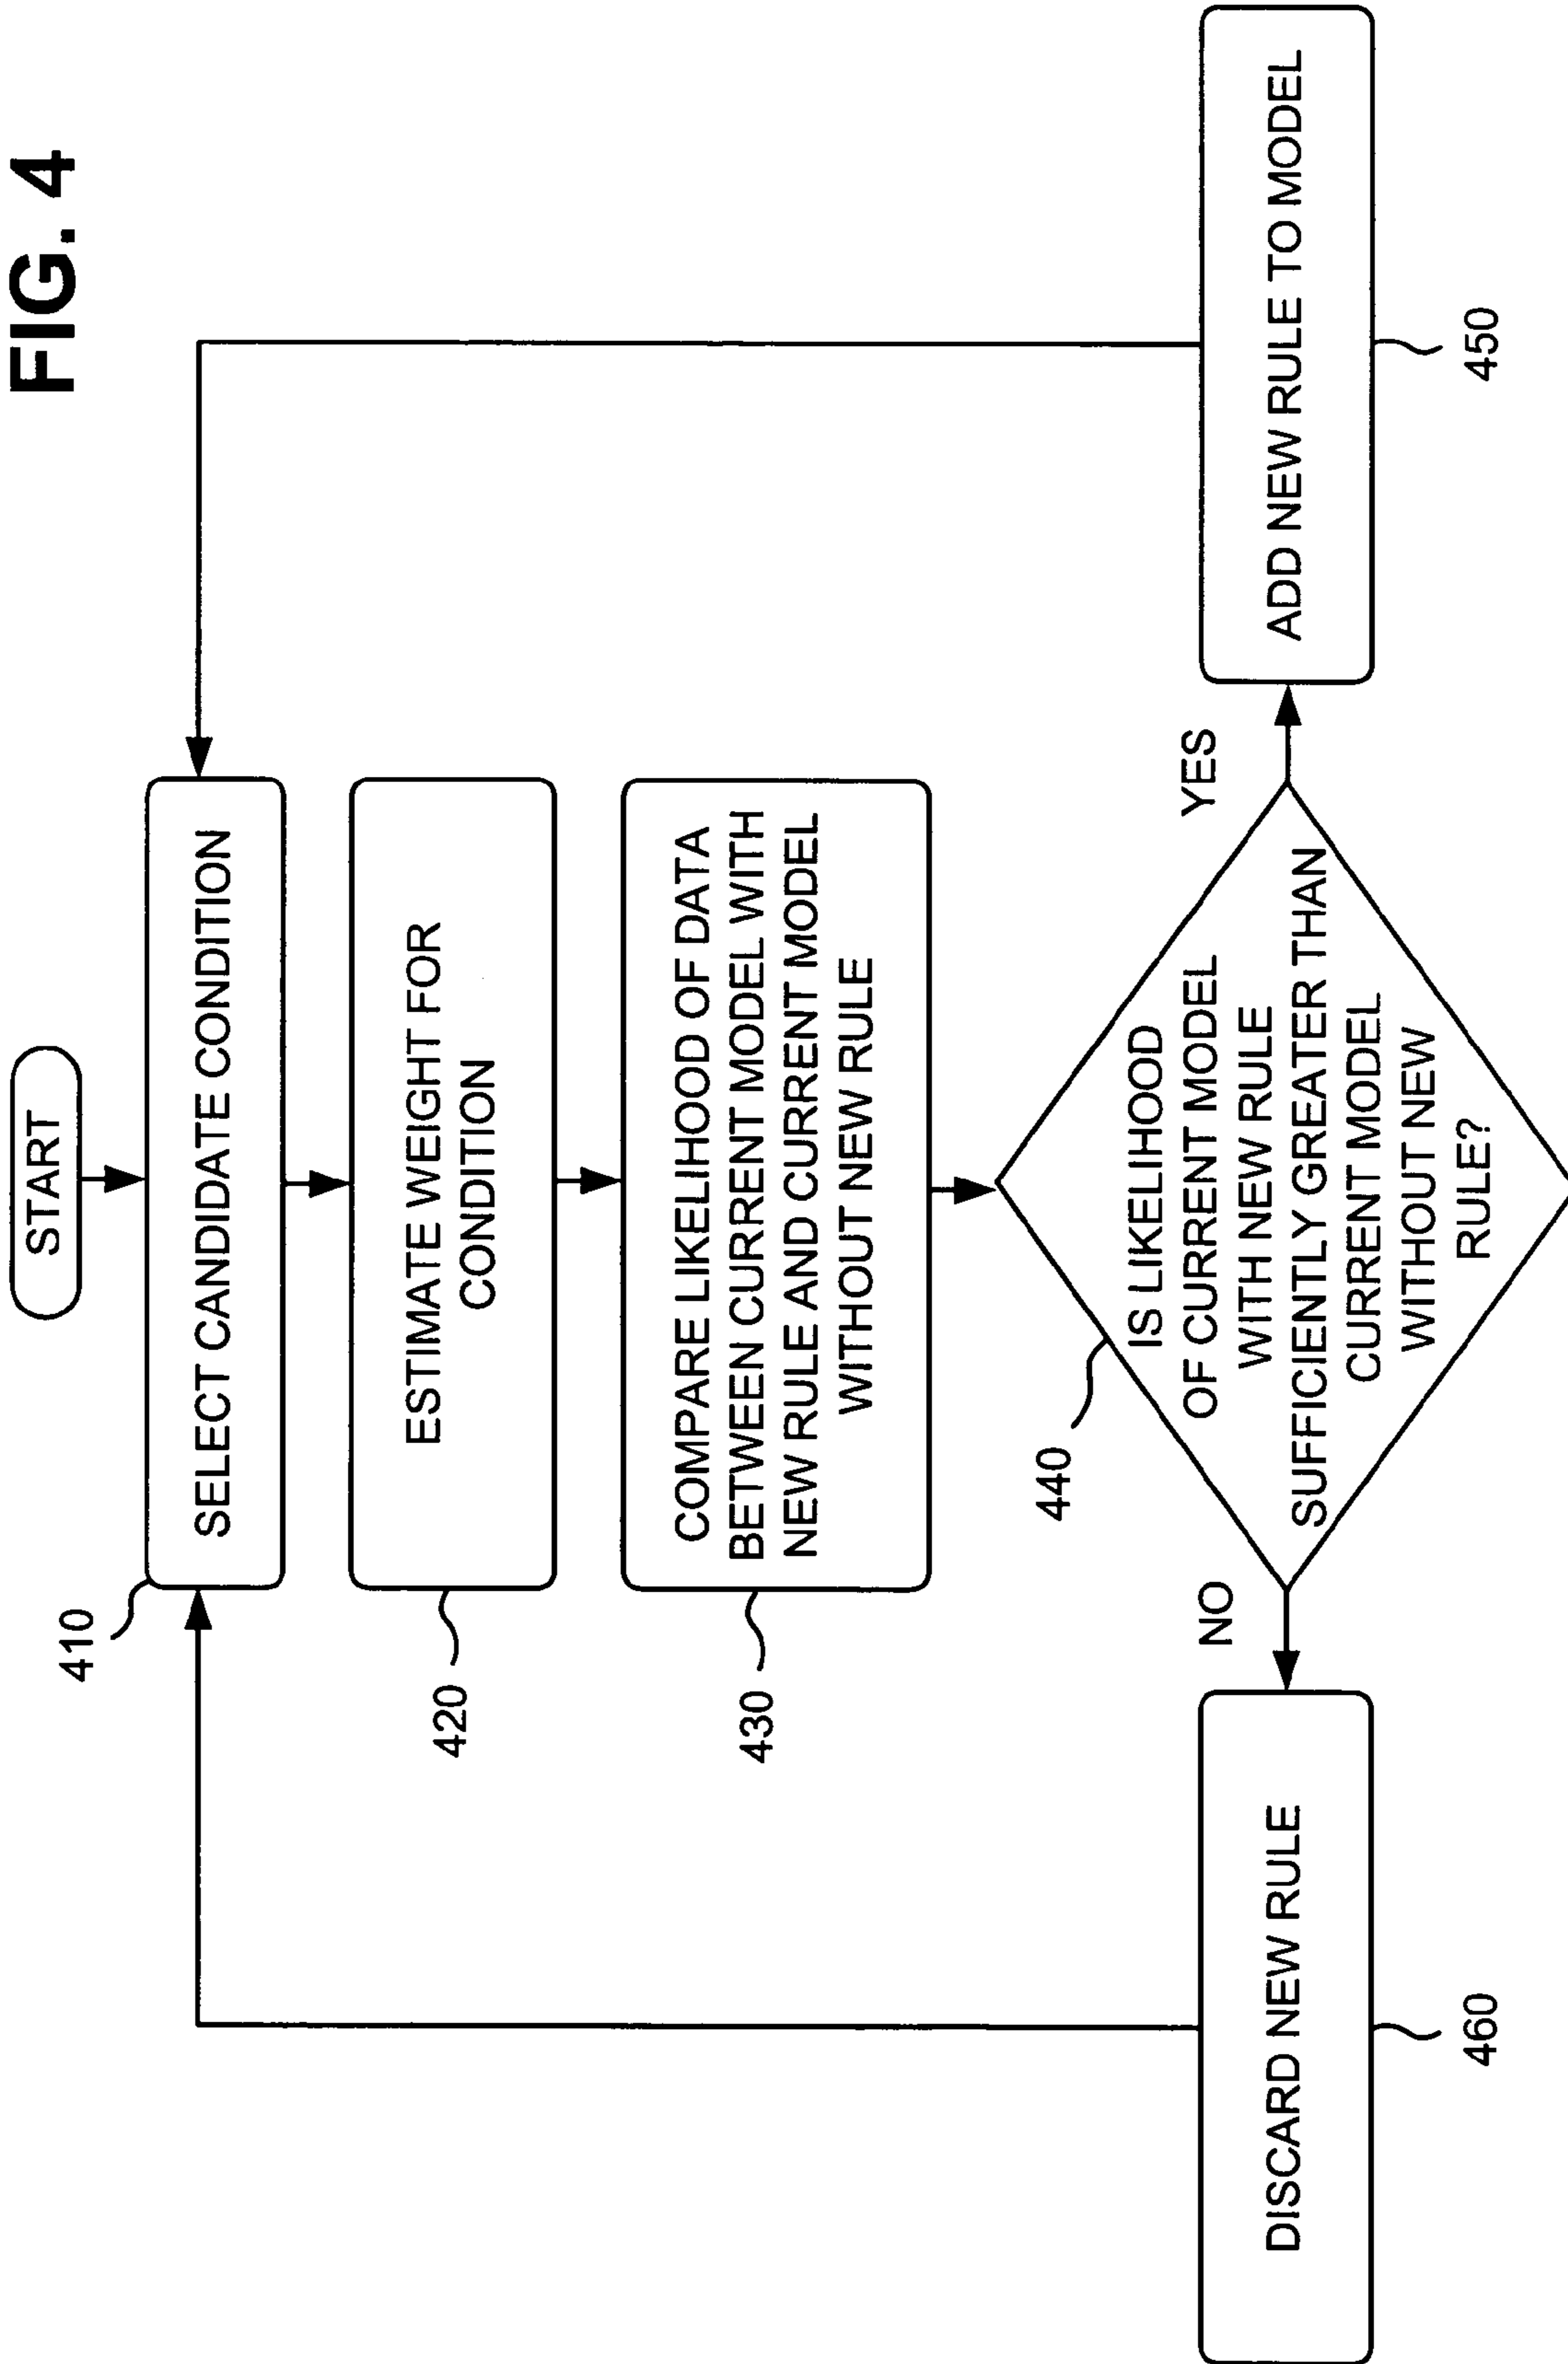 FIG. 4
START
410
SELECT CANDIDATE CONDITION
420
ESTIMATE WEIGHT FOR
CONDITION
430
COMPARE LIKELIHOOD OF DATA
BETWEEN CURRENT MODEL WITH
NEW RULE AND CURRENT MODEL
WITHOUT NEW RULE
440
IS LIKELIHOOD
OF CURRENT MODEL
WITH NEW RULE
SUFFICIENTLY GREATER THAN
CURRENT MODEL
WITHOUT NEW
RULE?
NO
YES
DISCARD NEW RULE
460
ADD NEW RULE TO MODEL
450